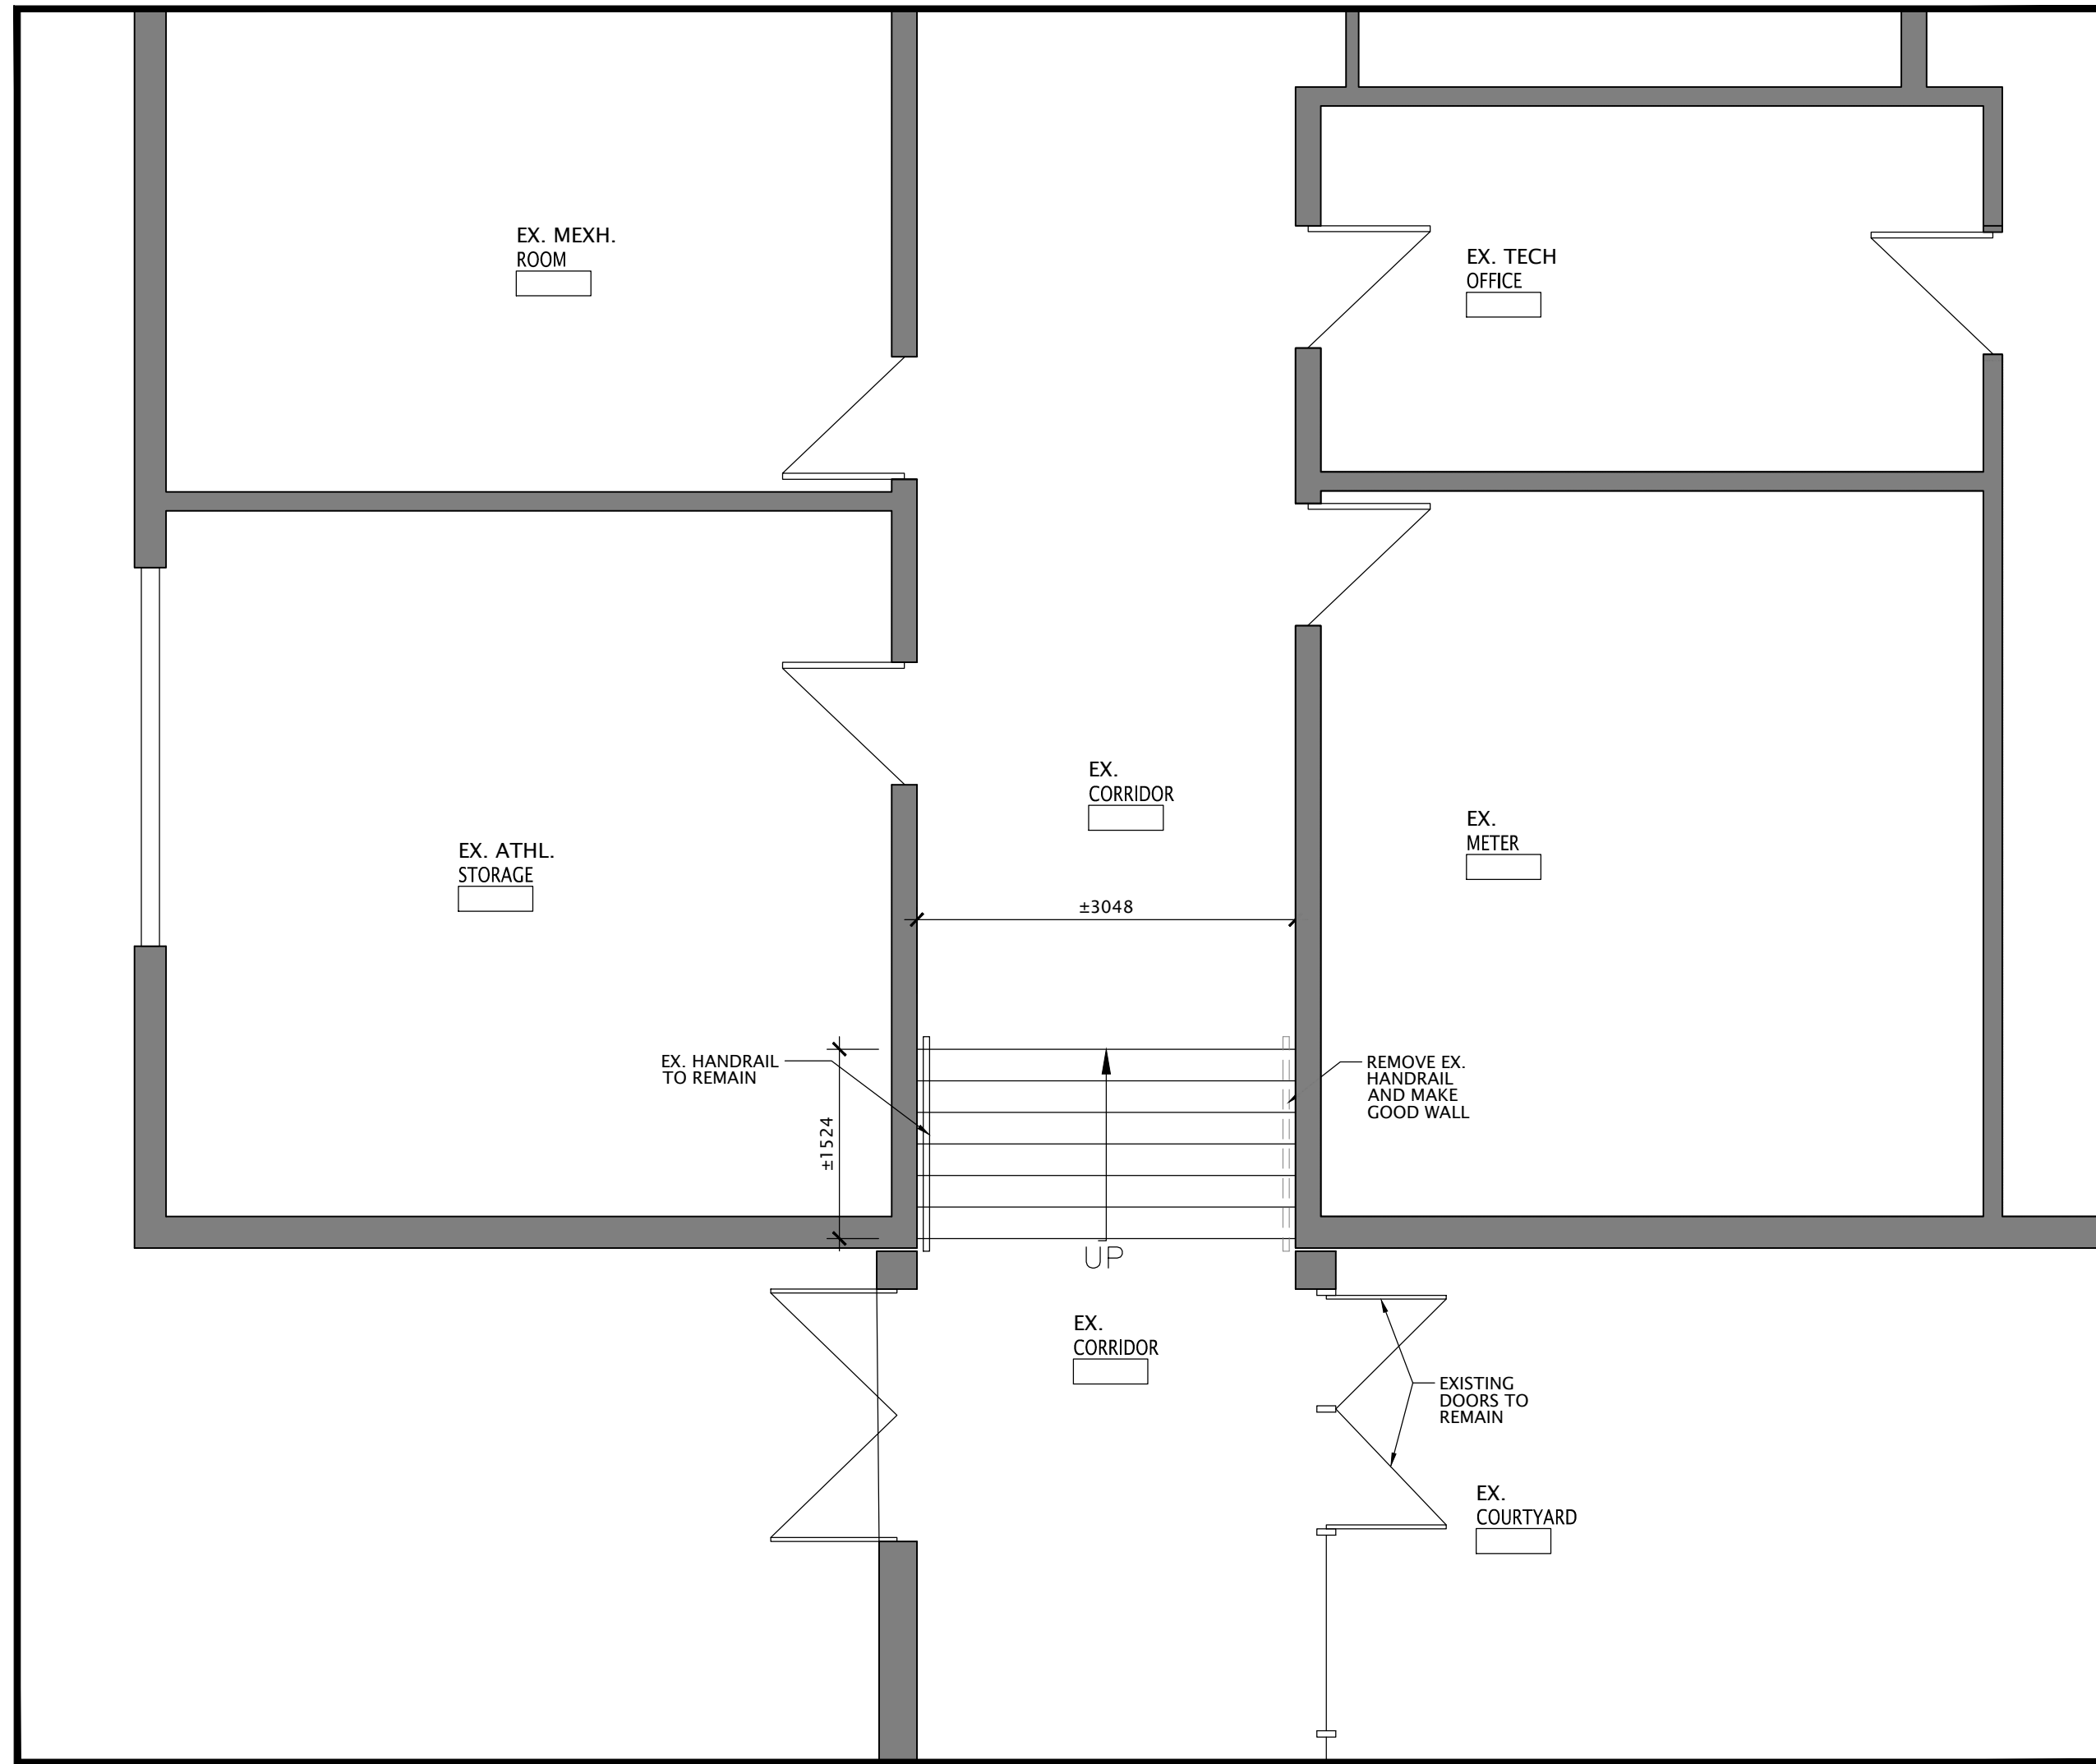 EX. MEXH.
ROOM
EX. TECH
OFFICE
EX.
CORRIDOR
EX.
METER
EX. ATHL.
STORAGE
±3048
EX. HANDRAIL
TO REMAIN
REMOVE EX.
HANDRAIL
AND MAKE
GOOD WALL
±1524
UP
EX.
CORRIDOR
EXISTING
DOORS TO
REMAIN
EX.
COURTYARD